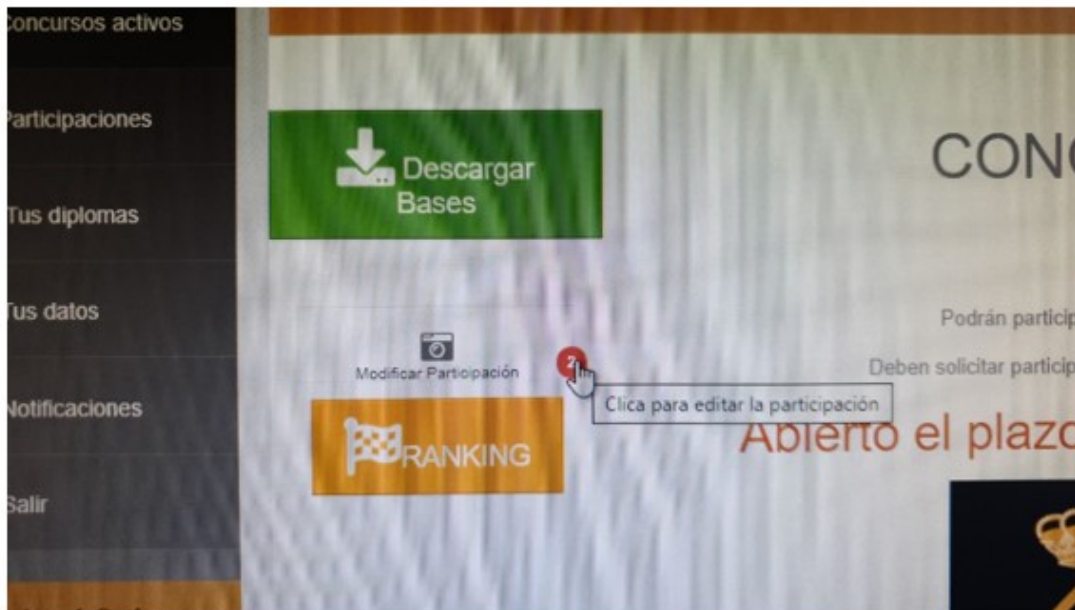 Concursos activos
Participaciones
Tus diplomas
Tus datos
Notificaciones
Salir
Descargar
Bases
Modificar Participación
2
Clica para editar la participación
RANKING
CONC
Podrán particip
Deben solicitar particip
Abierto el plazo